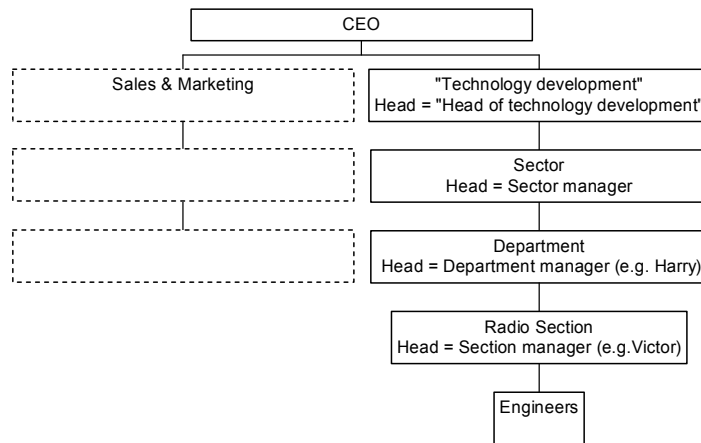 CEO
Sales & Marketing
"Technology development"
Head = "Head of technology development"
Sector
Head = Sector manager
Department
Head = Department manager (e.g. Harry)
Radio Section
Head = Section manager (e.g.Victor)
Engineers